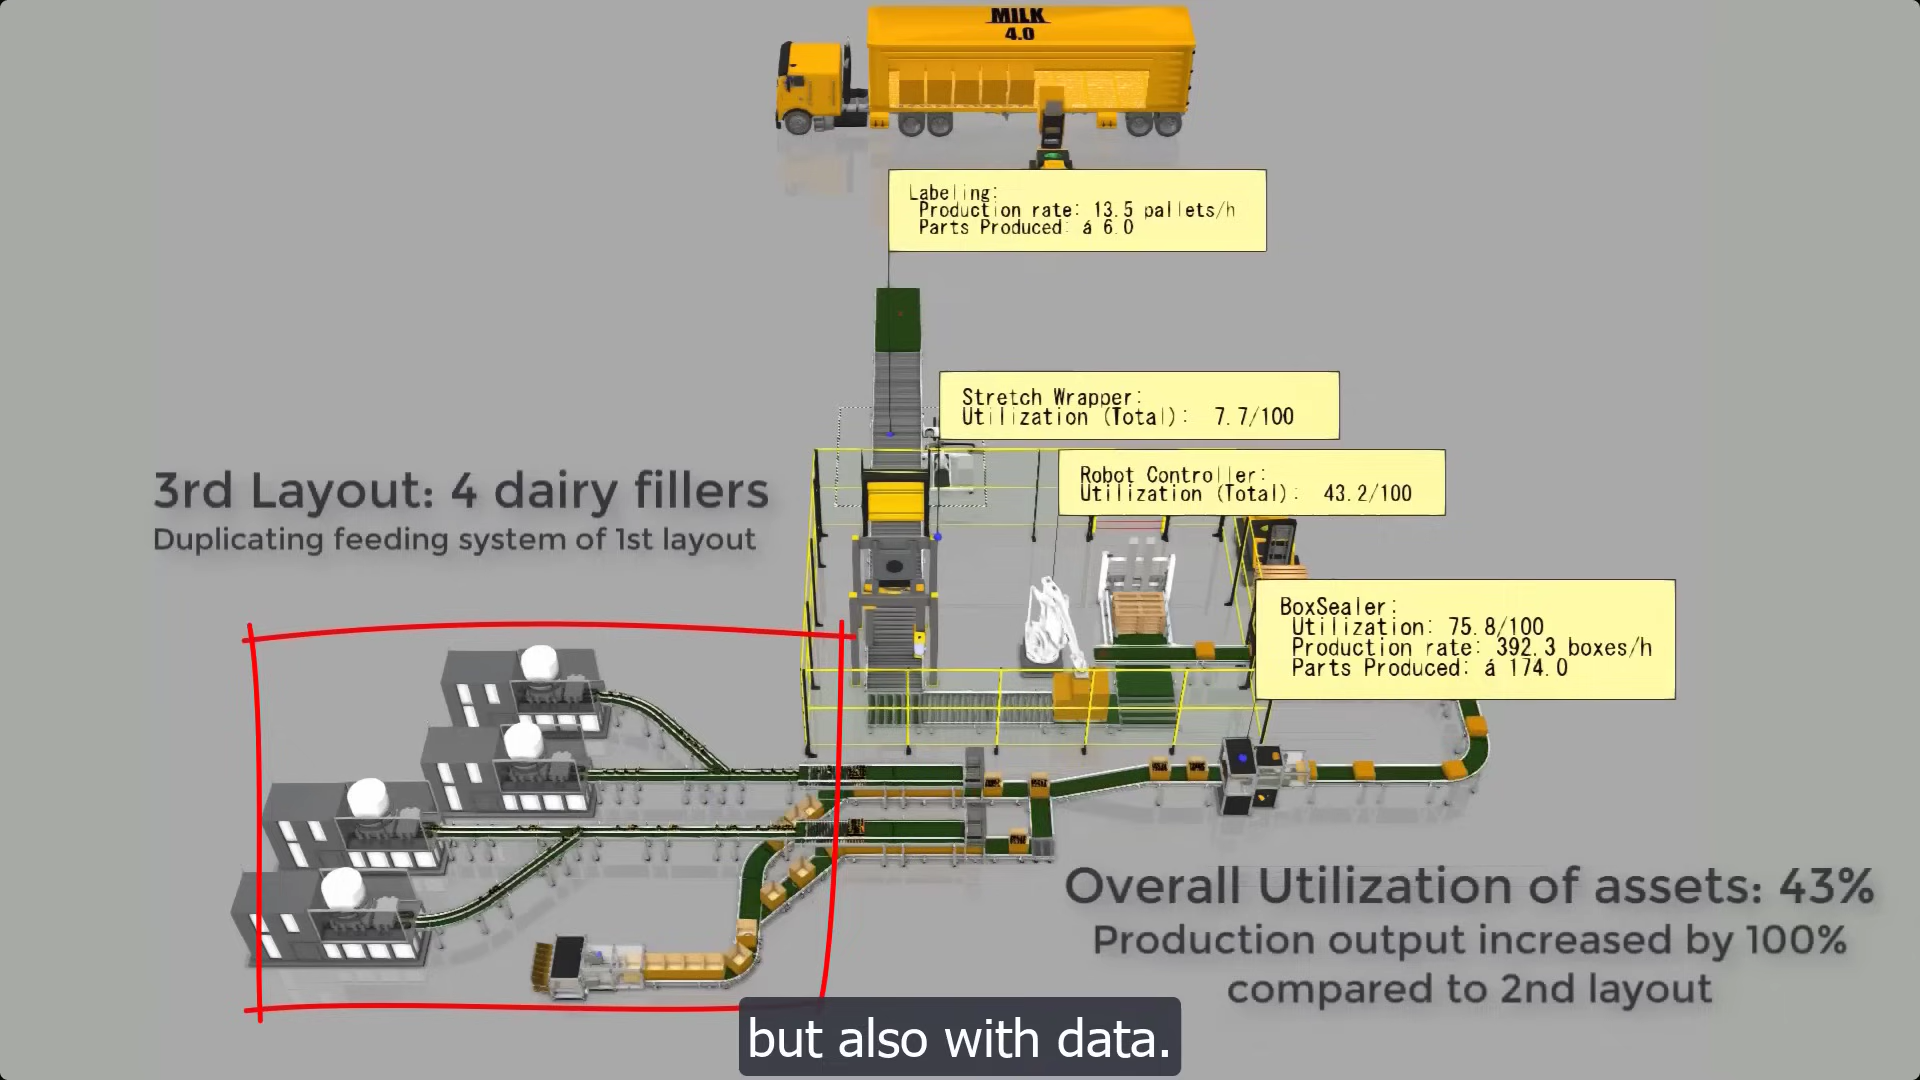 MILK
4.0
Labeling:
Production rate: 13.5 pallets/h
Parts Produced: á 6.0
Stretch Wrapper:
Utilization (Total): 7.7/100
Robot Controller:
Utilization (Total): 43.2/100
3rd Layout: 4 dairy fillers
Duplicating feeding system of 1st layout
BoxSealer:
Utilization: 75.8/100
Production rate: 392.3 boxes/h
Parts Produced: á 174.0
Overall Utilization of assets: 43%
Production output increased by 100%
compared to 2nd layout
but also with data.